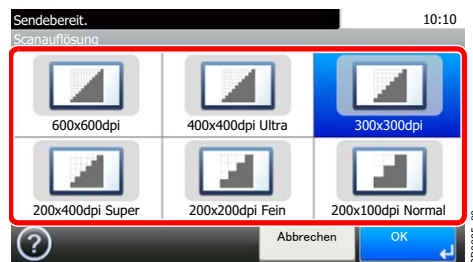 Sendebereit. 10:10
Scanauflösung
600x600dpi 400x400dpi Ultra 300x300dpi
200x400dpi Super 200x200dpi Fein 200x100dpi Normal
? Abbrechen OK